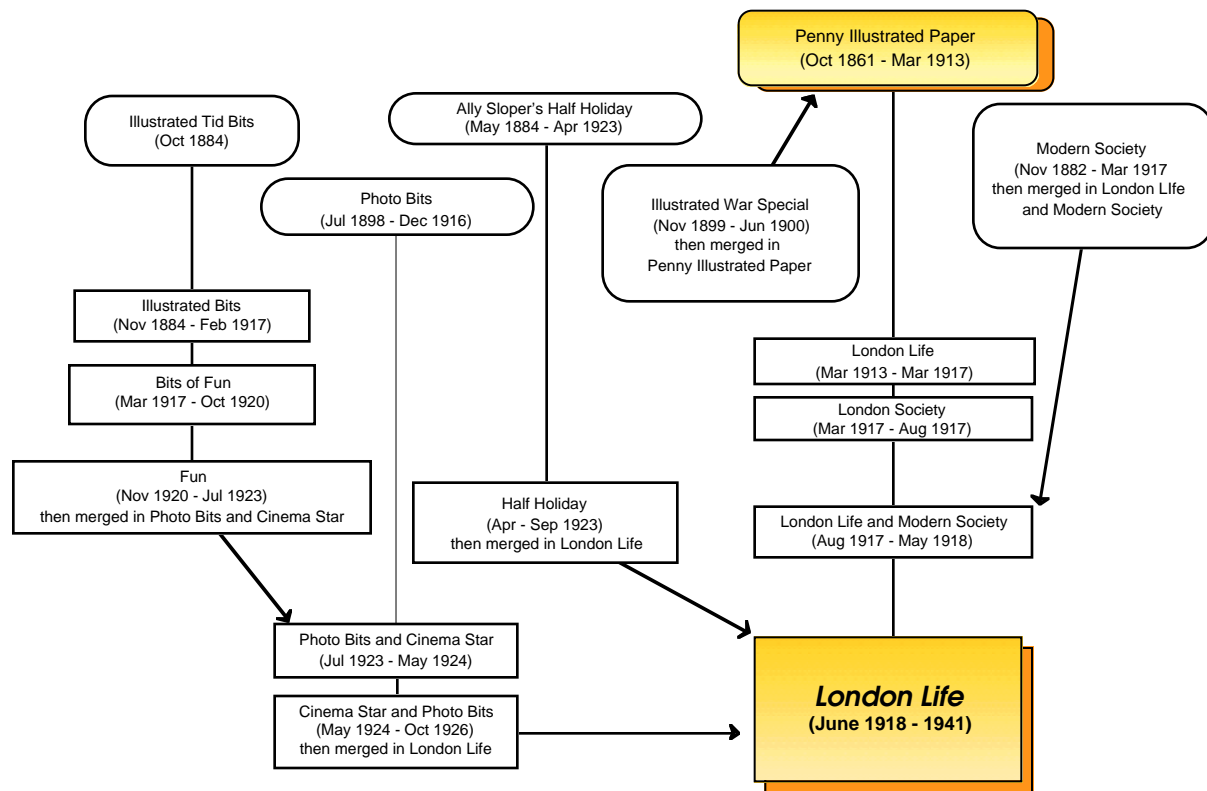 Penny Illustrated Paper
(Oct 1861 - Mar 1913)
Illustrated Tid Bits
(Oct 1884)
Ally Sloper's Half Holiday
(May 1884 - Apr 1923)
Modern Society
(Nov 1882 - Mar 1917
then merged in London LIfe
and Modern Society
Photo Bits
(Jul 1898 - Dec 1916)
Illustrated War Special
(Nov 1899 - Jun 1900)
then merged in
Penny Illustrated Paper
Illustrated Bits
(Nov 1884 - Feb 1917)
London Life
(Mar 1913 - Mar 1917)
Bits of Fun
(Mar 1917 - Oct 1920)
London Society
(Mar 1917 - Aug 1917)
Fun
(Nov 1920 - Jul 1923)
then merged in Photo Bits and Cinema Star
Half Holiday
(Apr - Sep 1923)
then merged in London Life
London Life and Modern Society
(Aug 1917 - May 1918)
Photo Bits and Cinema Star
(Jul 1923 - May 1924)
Cinema Star and Photo Bits
(May 1924 - Oct 1926)
then merged in London Life
London Life
(June 1918 - 1941)